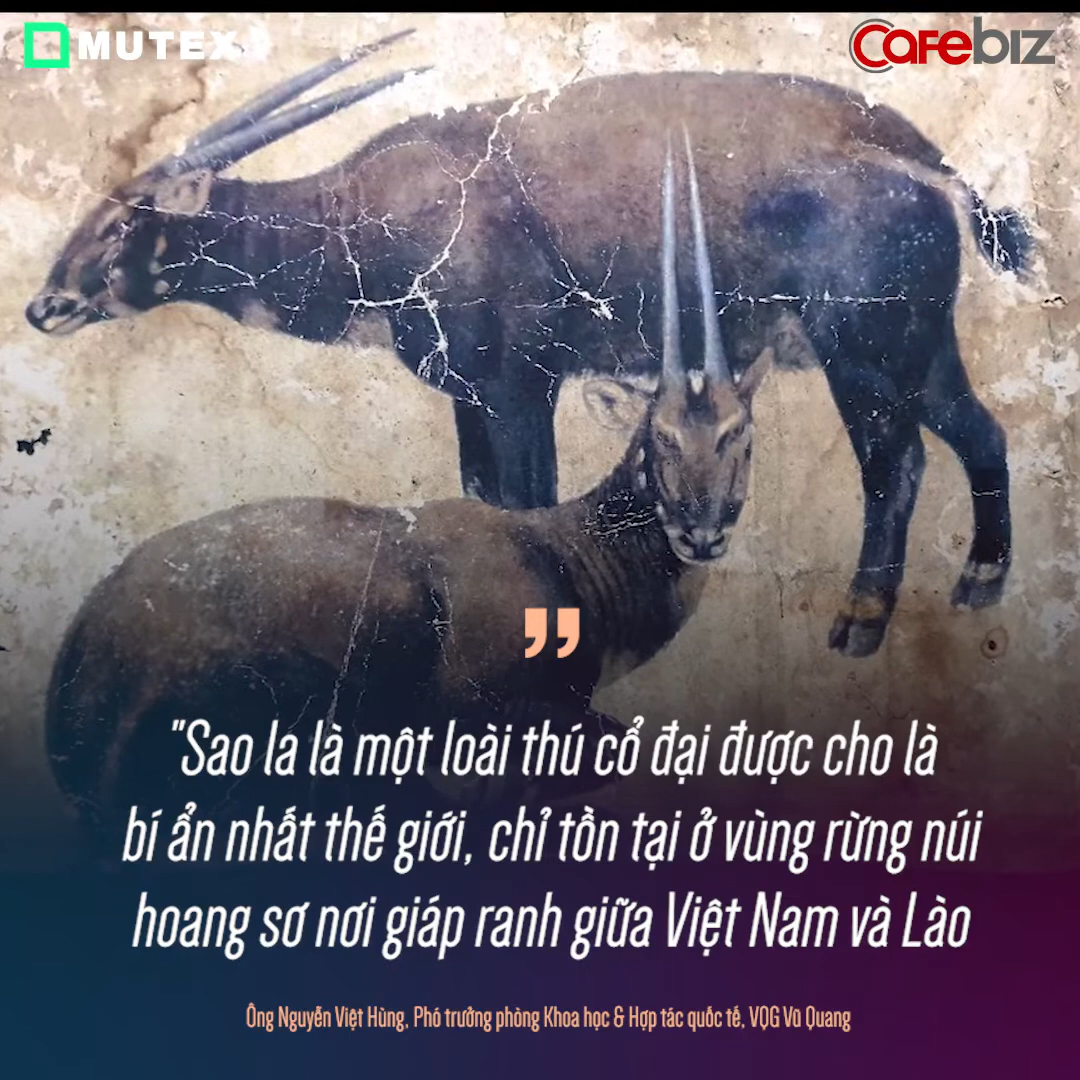 MUTEX
Cafebiz
"Sao la là một loài thú cổ đại được cho là
bí ẩn nhất thế giới, chỉ tồn tại ở vùng rừng núi
hoang sơ nơi giáp ranh giữa Việt Nam và Lào
Ông Nguyễn Việt Hùng, Phó trưởng phòng Khoa học & Hợp tác quốc tế, VQG Vũ Quang